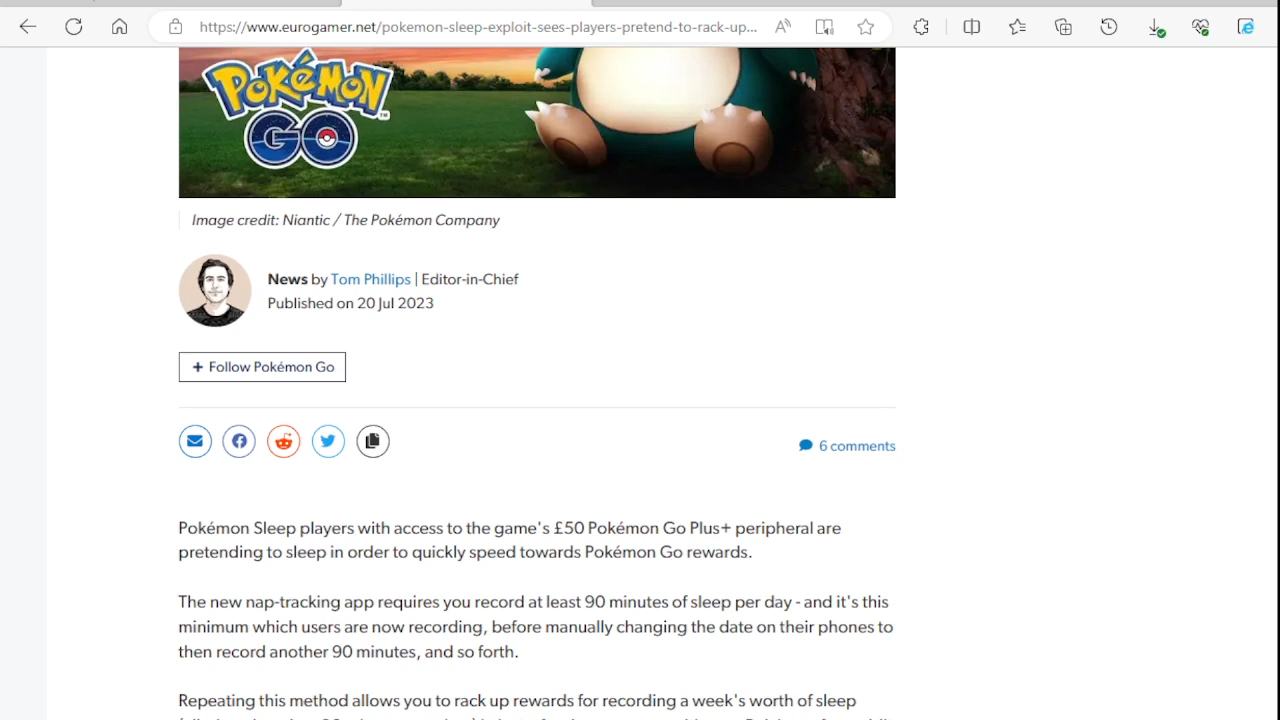 https://www.eurogamer.net/pokemon-sleep-exploit-sees-players-pretend-to-rack-up...
POKÉMON
GO
TM
Image credit: Niantic / The Pokémon Company
News by Tom Phillips | Editor-in-Chief
Published on 20 Jul 2023
+ Follow Pokémon Go
6 comments
Pokémon Sleep players with access to the game's £50 Pokémon Go Plus+ peripheral are
pretending to sleep in order to quickly speed towards Pokémon Go rewards.
The new nap-tracking app requires you record at least 90 minutes of sleep per day - and it's this
minimum which users are now recording, before manually changing the date on their phones to
then record another 90 minutes, and so forth.
Repeating this method allows you to rack up rewards for recording a week's worth of sleep